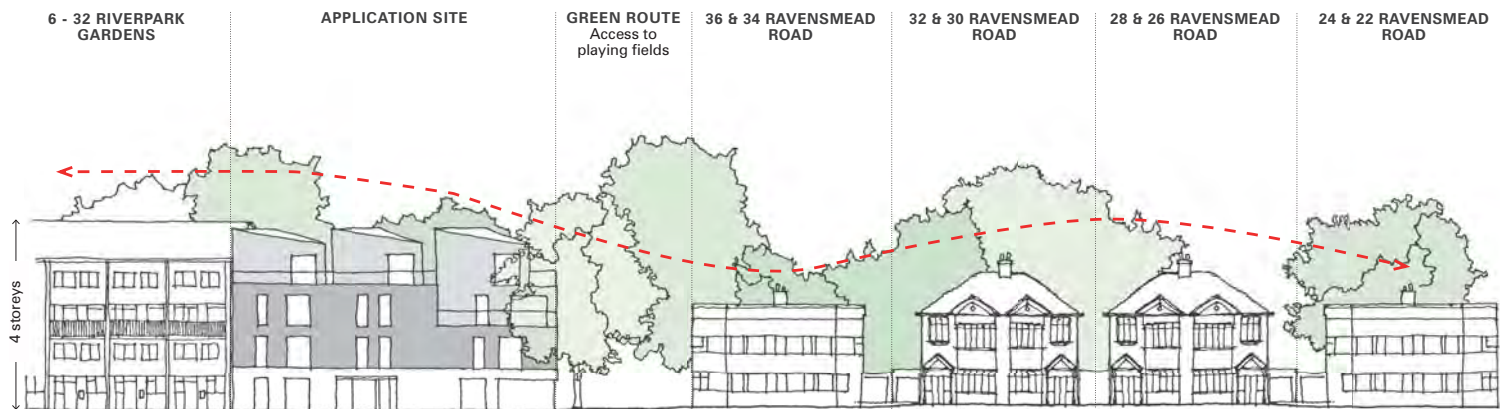 6 - 32 RIVERPARK
GARDENS
APPLICATION SITE
GREEN ROUTE
Access to
playing fields
36 & 34 RAVENSMEAD
ROAD
32 & 30 RAVENSMEAD
ROAD
28 & 26 RAVENSMEAD
ROAD
24 & 22 RAVENSMEAD
ROAD
4 storeys